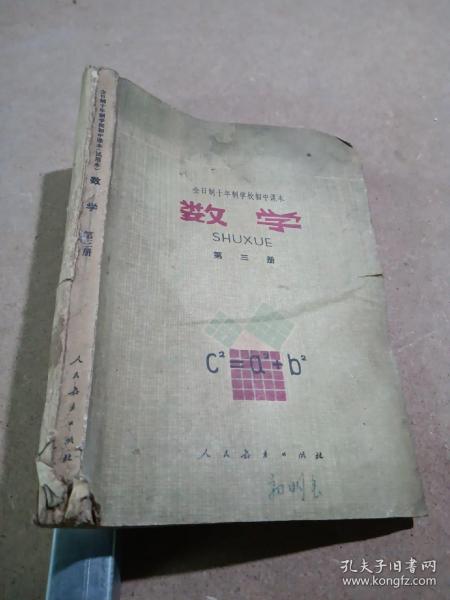 全日制十年制学校初中课本(试用本) 数学 第三册
人民教育出版社
全日制十年制学校初中课本
数学
SHUXUE
第三册
c²=a²+b²
人民教育出版社
孔夫子旧书网
www.kongfz.com